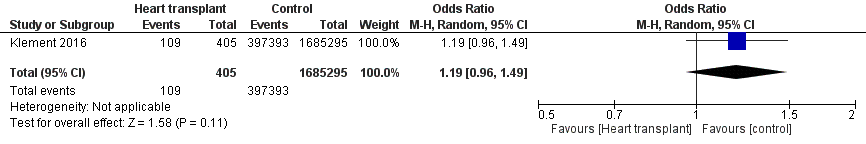 Heart transplant Control Odds Ratio Odds Ratio
Study or Subgroup Events Total Events Total Weight M-H, Random, 95% CI M-H, Random, 95% CI
Klement 2016 109 405 397393 1685295 100.0% 1.19 [0.96, 1.49]
Total (95% CI) 405 1685295 100.0% 1.19 [0.96, 1.49]
Total events 109 397393
Heterogeneity: Not applicable
Test for overall effect: Z = 1.58 (P = 0.11)
0.5 0.7 1 1.5 2
Favours [Heart transplant] Favours [control]